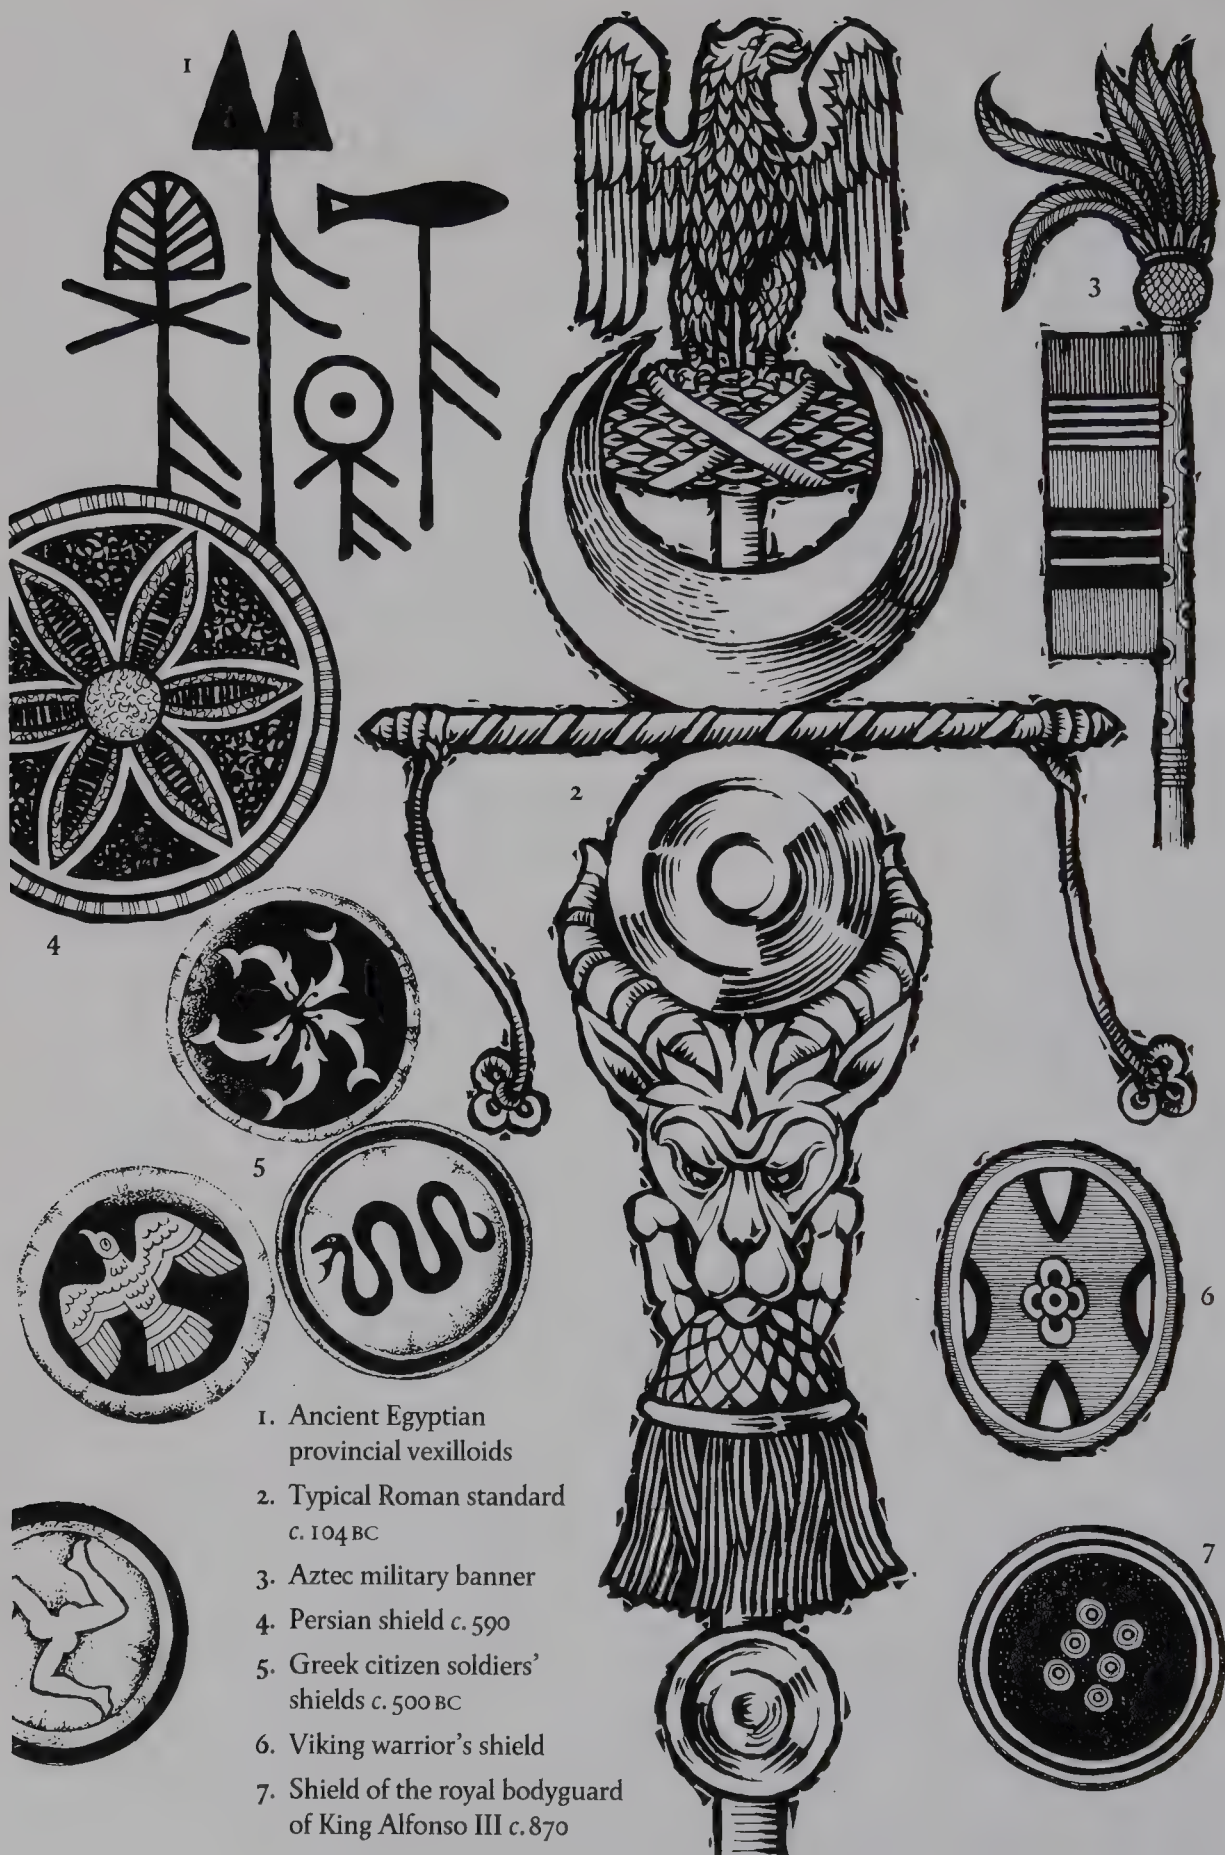 1
3
2
4
5
6
7
1. Ancient Egyptian
provincial vexilloids
2. Typical Roman standard
c. 104 BC
3. Aztec military banner
4. Persian shield c. 590
5. Greek citizen soldiers’
shields c. 500 BC
6. Viking warrior’s shield
7. Shield of the royal bodyguard
of King Alfonso III c. 870